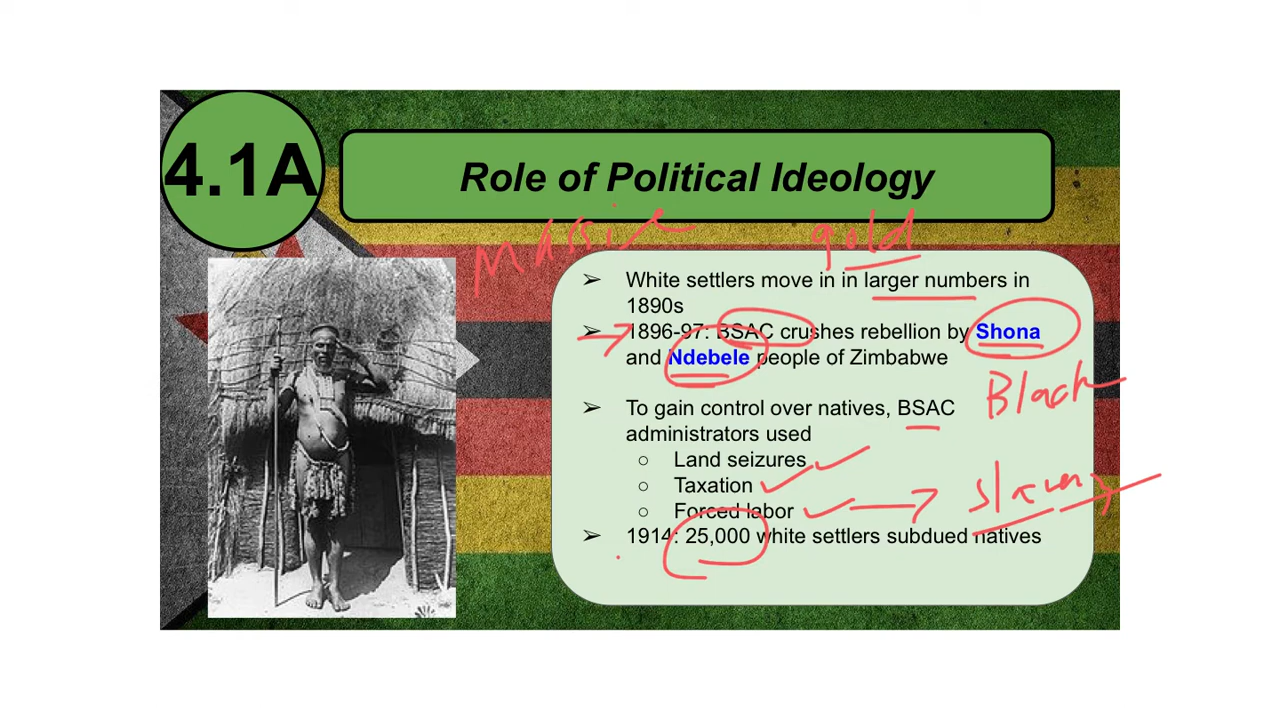 4.1A
Role of Political Ideology
Massive gold
➢ White settlers move in in larger numbers in
1890s
➢ 1896-97: BSAC crushes rebellion by Shona
and Ndebele people of Zimbabwe
Black
➢ To gain control over natives, BSAC
administrators used
○ Land seizures
○ Taxation
○ Forced labor → slavery
➢ 1914: 25,000 white settlers subdued natives